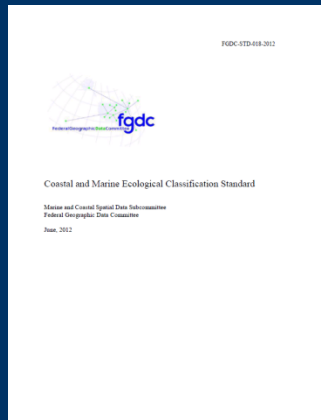 FGDC-STD-018-2012
fgdc
Federal Geographic Data Committee
Coastal and Marine Ecological Classification Standard
Marine and Coastal Spatial Data Subcommittee
Federal Geographic Data Committee
June, 2012